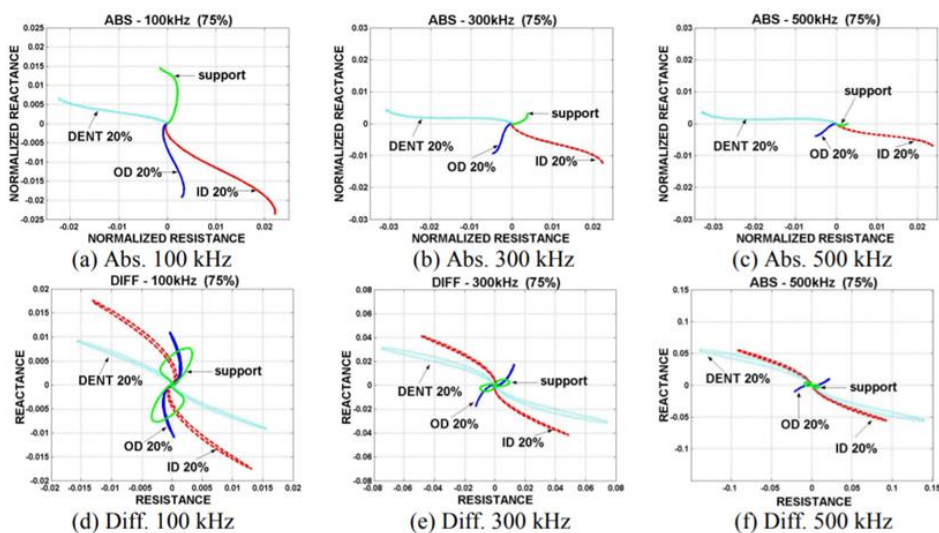 ABS - 100kHz (75%)
ABS - 300kHz (75%)
ABS - 500kHz (75%)
NORMALIZED REACTANCE
0.025
0.02
0.015
0.01
0.005
0
-0.005
-0.01
-0.015
-0.02
-0.025
support
DENT 20%
OD 20%
ID 20%
-0.02
-0.01
0
0.01
0.02
NORMALIZED RESISTANCE
(a) Abs. 100 kHz
NORMALIZED REACTANCE
0.03
0.02
0.01
0
-0.01
-0.02
-0.03
support
DENT 20%
OD 20%
ID 20%
-0.03
-0.02
-0.01
0
0.01
0.02
0.03
NORMALIZED RESISTANCE
(b) Abs. 300 kHz
NORMALIZED REACTANCE
0.03
0.02
0.01
0
-0.01
-0.02
-0.03
support
DENT 20%
OD 20%
ID 20%
-0.03
-0.02
-0.01
0
0.01
0.02
NORMALIZED RESISTANCE
(c) Abs. 500 kHz
DIFF - 100kHz (75%)
DIFF - 300kHz (75%)
ABS - 500kHz (75%)
REACTANCE
0.02
0.015
0.01
0.005
0
-0.005
-0.01
-0.015
-0.02
support
DENT 20%
OD 20%
ID 20%
-0.02
-0.015
-0.01
-0.005
0
0.005
0.01
0.015
0.02
RESISTANCE
(d) Diff. 100 kHz
REACTANCE
0.08
0.06
0.04
0.02
0
-0.02
-0.04
-0.06
-0.08
support
DENT 20%
OD 20%
ID 20%
-0.08
-0.06
-0.04
-0.02
0
0.02
0.04
0.06
0.08
RESISTANCE
(e) Diff. 300 kHz
REACTANCE
0.15
0.1
0.05
0
-0.05
-0.1
DENT 20%
support
OD 20%
ID 20%
-0.1
-0.05
0
0.05
0.1
RESISTANCE
(f) Diff. 500 kHz